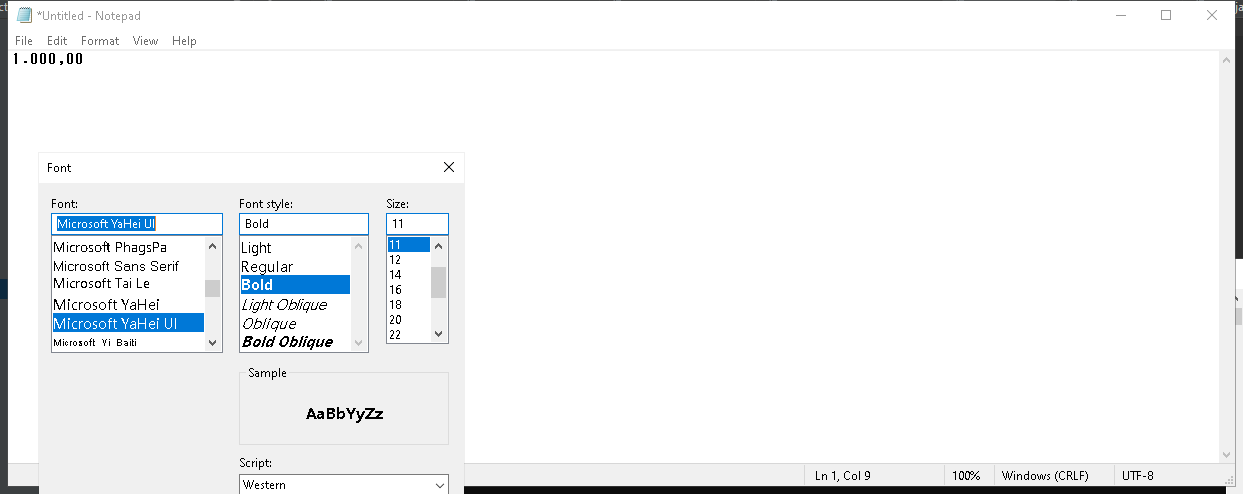 *Untitled - Notepad
File Edit Format View Help
1.000,00
Font
Font: Font style: Size:
Microsoft YaHei UI Bold 11
Microsoft PhagsPa Light 11
Microsoft Sans Serif Regular 12
Microsoft Tai Le Bold 14
Microsoft YaHei Light Oblique 16
Microsoft YaHei UI Oblique 18
Microsoft Yi Baiti Bold Oblique 20
22
Sample
AaBbYyZz
Script:
Western
Ln 1, Col 9 100% Windows (CRLF) UTF-8